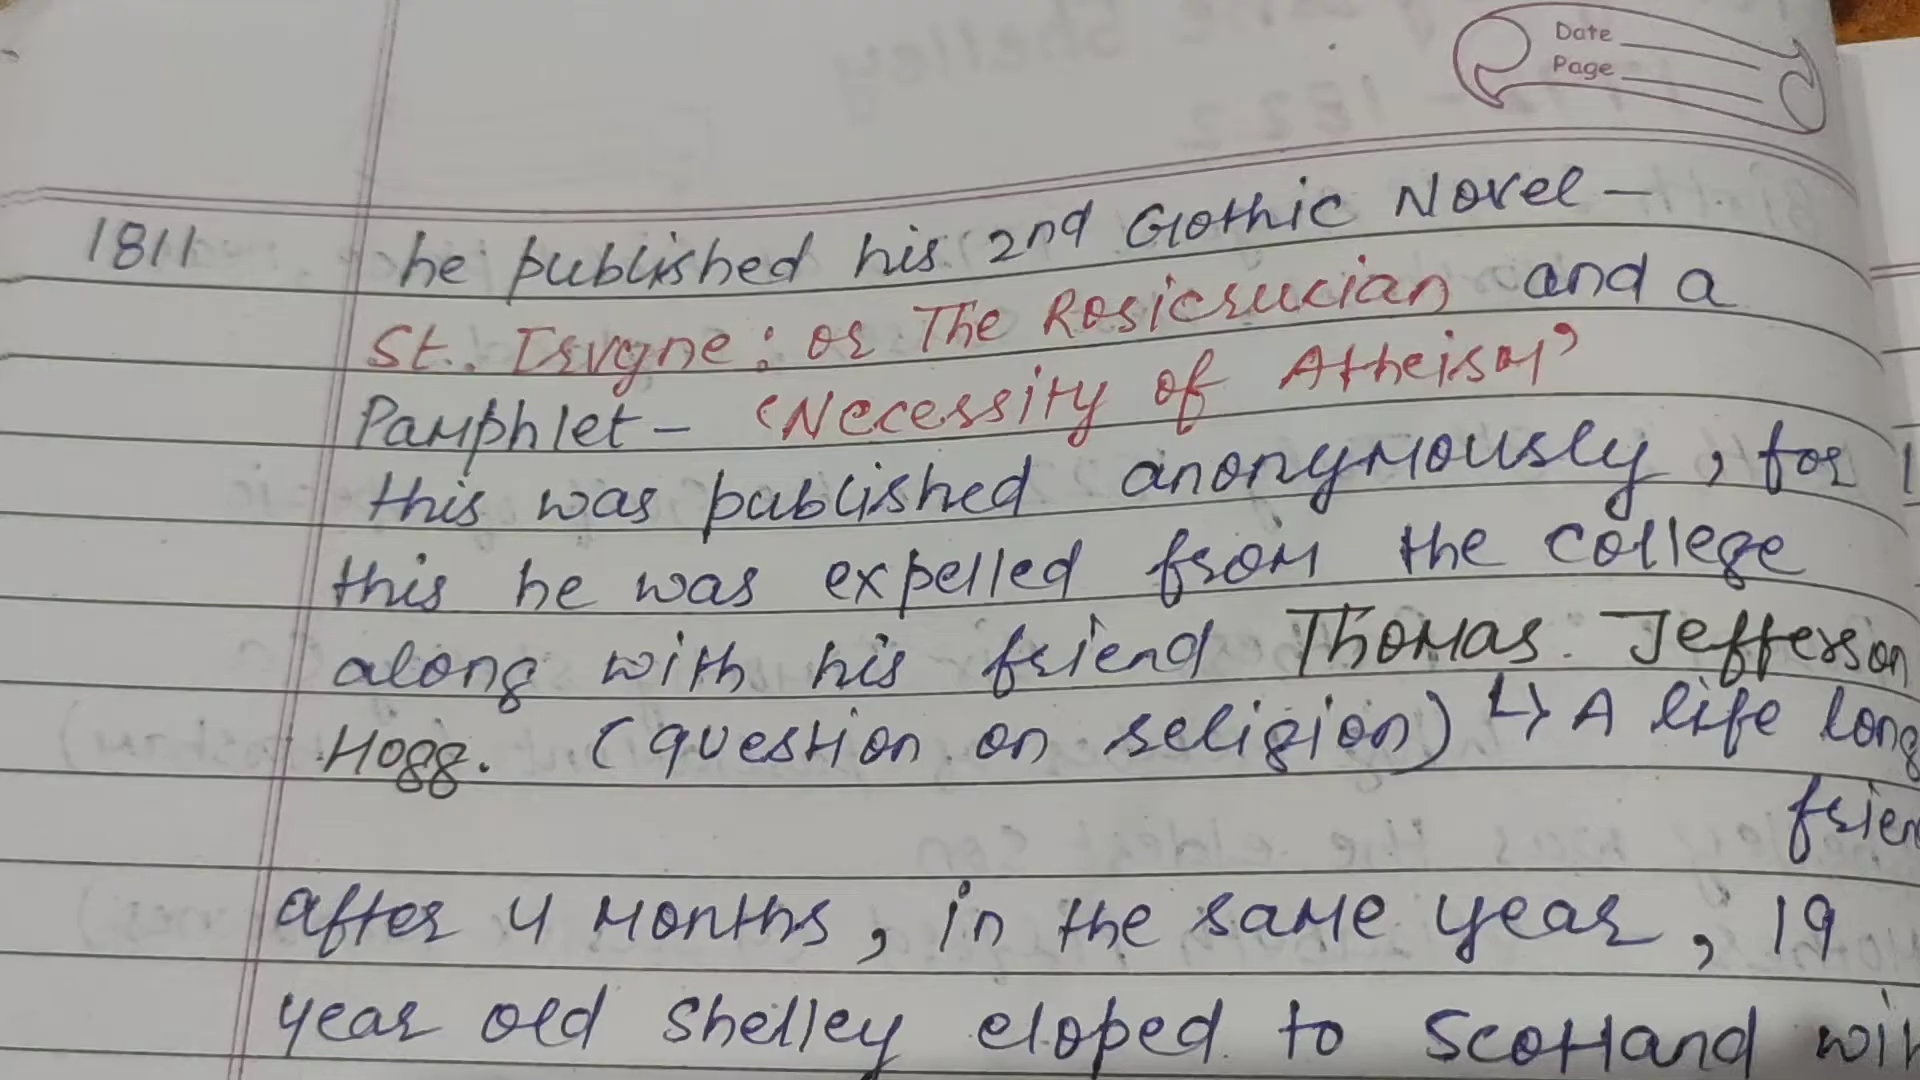 Date
Page
1811 he published his 2nd Gothic Novel -
St. Irvyne: or The Rosicrucian and a
Pamphlet - 'Necessity of Atheism'
this was published anonymously, for
this he was expelled from the college
along with his friend Thomas Jefferson
Hogg. (question on religion) ↳ A life long
frien
after 4 months, in the same year, 19
year old Shelley eloped to Scotland wit